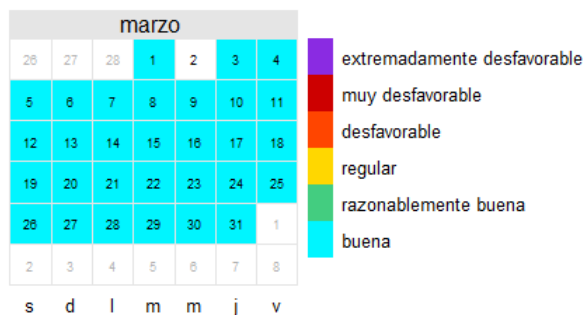 marzo
26 27 28 1 2 3 4
5 6 7 8 9 10 11
12 13 14 15 16 17 18
19 20 21 22 23 24 25
26 27 28 29 30 31 1
2 3 4 5 6 7 8
s d l m m j v
extremadamente desfavorable
muy desfavorable
desfavorable
regular
razonablemente buena
buena